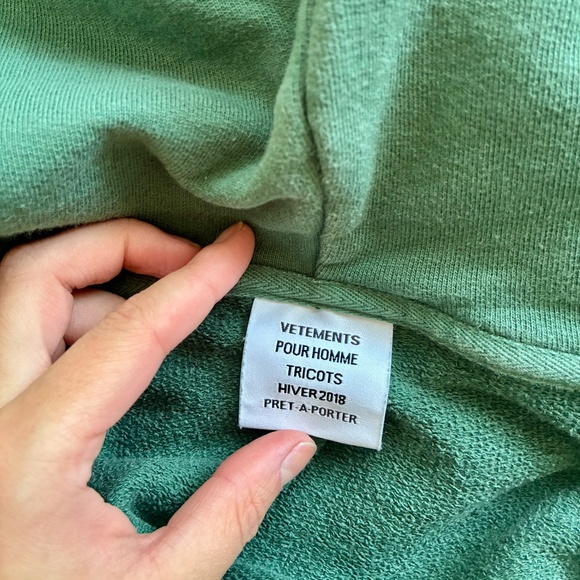 VETEMENTS
POUR HOMME
TRICOTS
HIVER 2018
PRET-A-PORTER